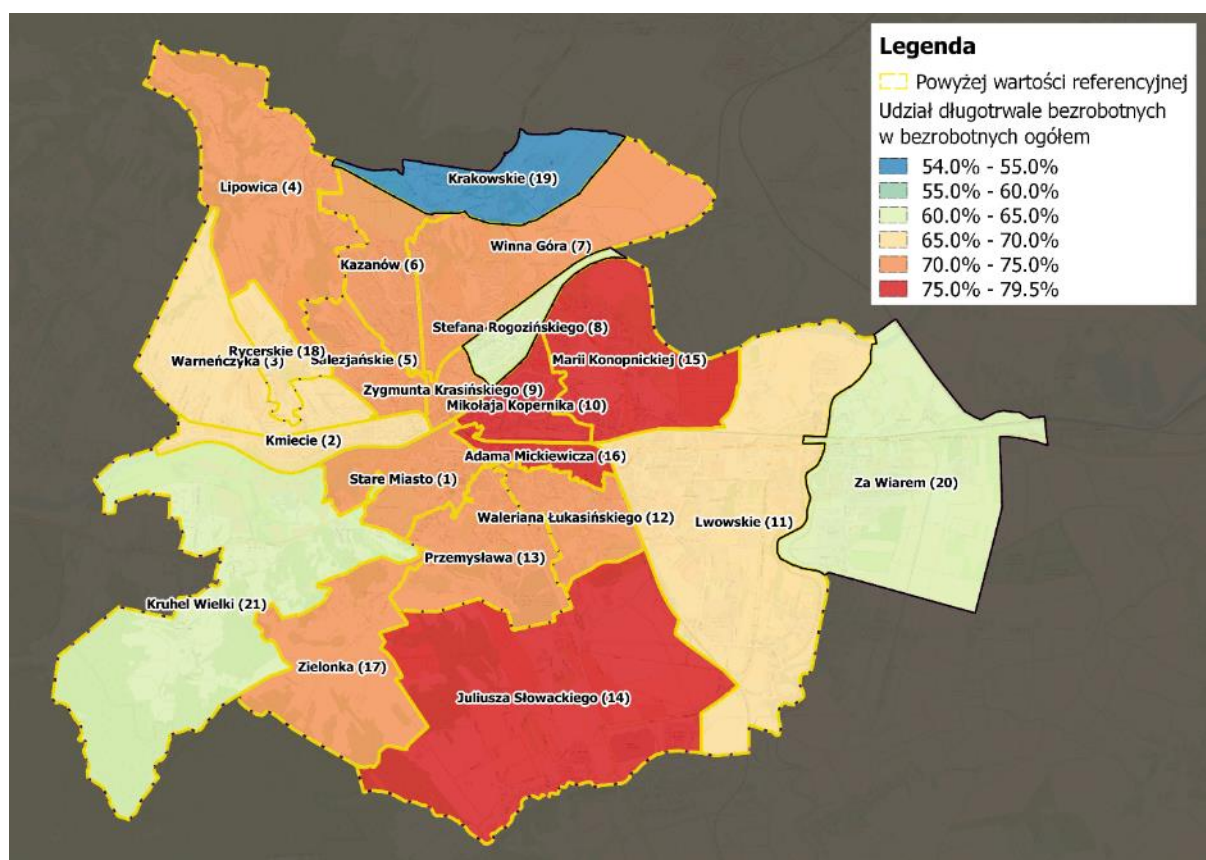 Legenda
Powyżej wartości referencyjnej
Udział długotrwale bezrobotnych
w bezrobotnych ogółem
54.0% - 55.0%
55.0% - 60.0%
60.0% - 65.0%
65.0% - 70.0%
70.0% - 75.0%
75.0% - 79.5%
Krakowskie (19)
Lipowica (4)
Winna Góra (7)
Kazanów (6)
Stefana Rogozińskiego (8)
Rycerskie (18)
Warneńczyka (3)
Salezjańskie (5)
Marii Konopnickiej (15)
Zygmunta Krasińskiego (9)
Mikołaja Kopernika (10)
Kmiecie (2)
Adama Mickiewicza (16)
Stare Miasto (1)
Za Wiarem (20)
Waleriana Łukasińskiego (12)
Lwowskie (11)
Przemysława (13)
Kruhel Wielki (21)
Zielonka (17)
Juliusza Słowackiego (14)